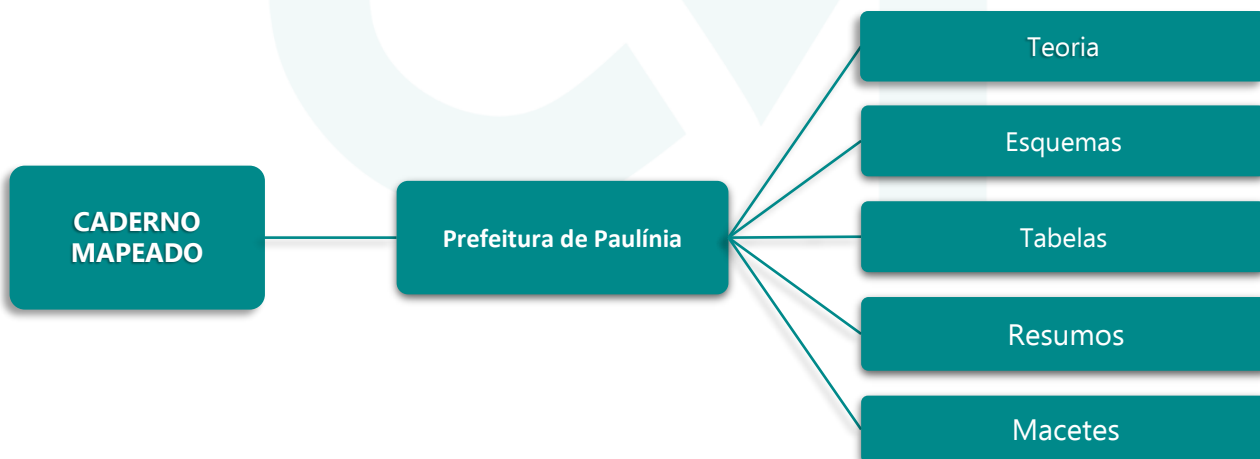 CADERNO
MAPEADO
Prefeitura de Paulínia
Teoria
Esquemas
Tabelas
Resumos
Macetes